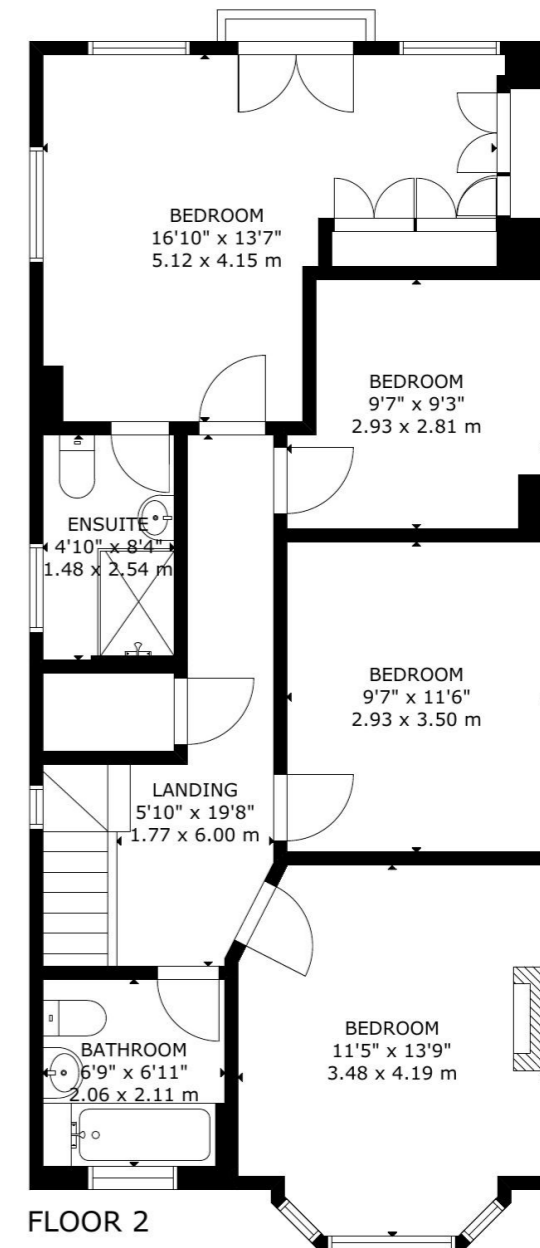 BEDROOM
16'10" x 13'7"
5.12 x 4.15 m
BEDROOM
9'7" x 9'3"
2.93 x 2.81 m
ENSUITE
4'10" x 8'4"
1.48 x 2.54 m
BEDROOM
9'7" x 11'6"
2.93 x 3.50 m
LANDING
5'10" x 19'8"
1.77 x 6.00 m
BEDROOM
11'5" x 13'9"
3.48 x 4.19 m
BATHROOM
6'9" x 6'11"
2.06 x 2.11 m
FLOOR 2